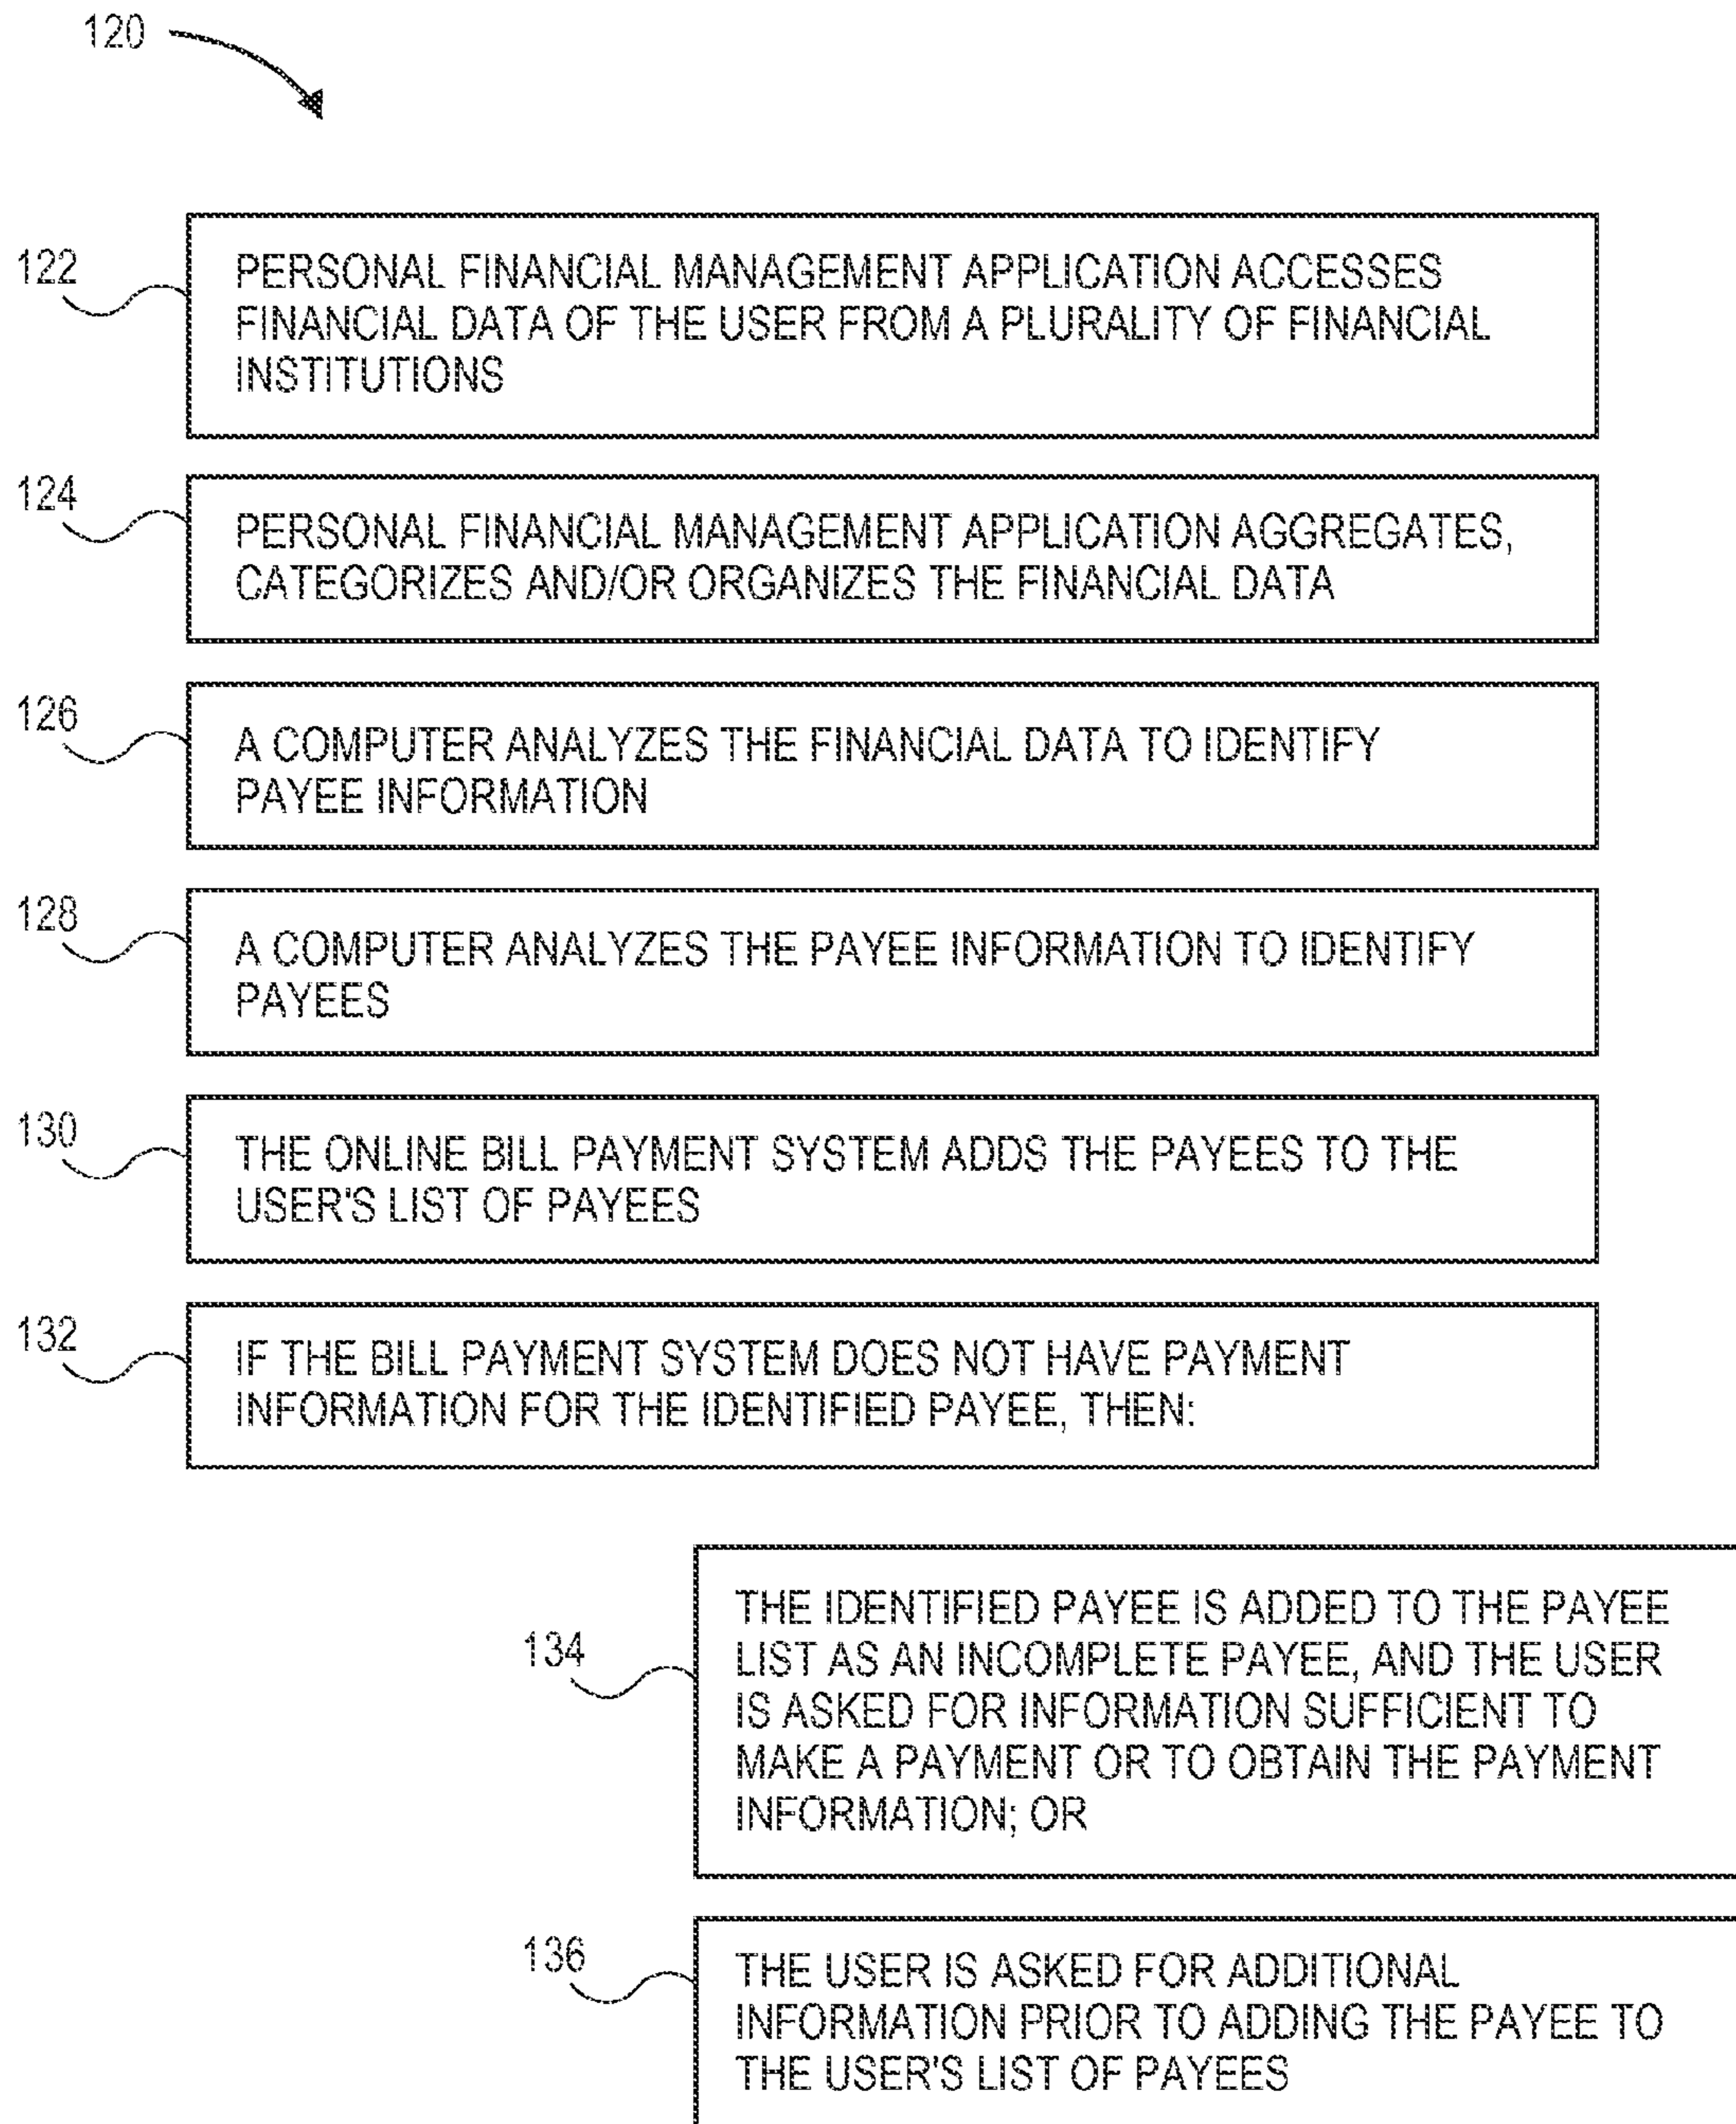 120
122
PERSONAL FINANCIAL MANAGEMENT APPLICATION ACCESSES
FINANCIAL DATA OF THE USER FROM A PLURALITY OF FINANCIAL
INSTITUTIONS
124
PERSONAL FINANCIAL MANAGEMENT APPLICATION AGGREGATES,
CATEGORIZES AND/OR ORGANIZES THE FINANCIAL DATA
126
A COMPUTER ANALYZES THE FINANCIAL DATA TO IDENTIFY
PAYEE INFORMATION
128
A COMPUTER ANALYZES THE PAYEE INFORMATION TO IDENTIFY
PAYEES
130
THE ONLINE BILL PAYMENT SYSTEM ADDS THE PAYEES TO THE
USER'S LIST OF PAYEES
132
IF THE BILL PAYMENT SYSTEM DOES NOT HAVE PAYMENT
INFORMATION FOR THE IDENTIFIED PAYEE, THEN:
134
THE IDENTIFIED PAYEE IS ADDED TO THE PAYEE
LIST AS AN INCOMPLETE PAYEE, AND THE USER
IS ASKED FOR INFORMATION SUFFICIENT TO
MAKE A PAYMENT OR TO OBTAIN THE PAYMENT
INFORMATION; OR
136
THE USER IS ASKED FOR ADDITIONAL
INFORMATION PRIOR TO ADDING THE PAYEE TO
THE USER'S LIST OF PAYEES